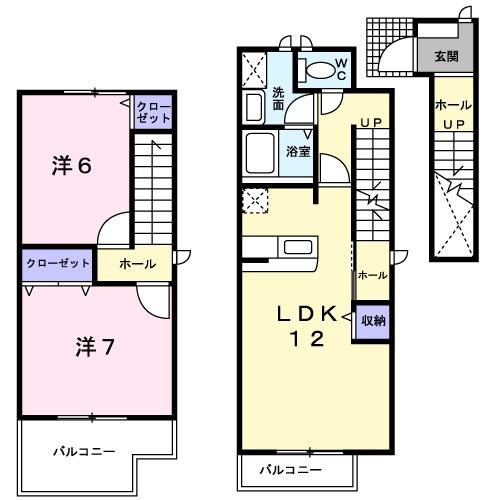 クロー
ゼット
洋6
クローゼット
ホール
洋7
バルコニー
洗面
WC
浴室
UP
ホール
LDK
12
収納
バルコニー
玄関
ホール
UP